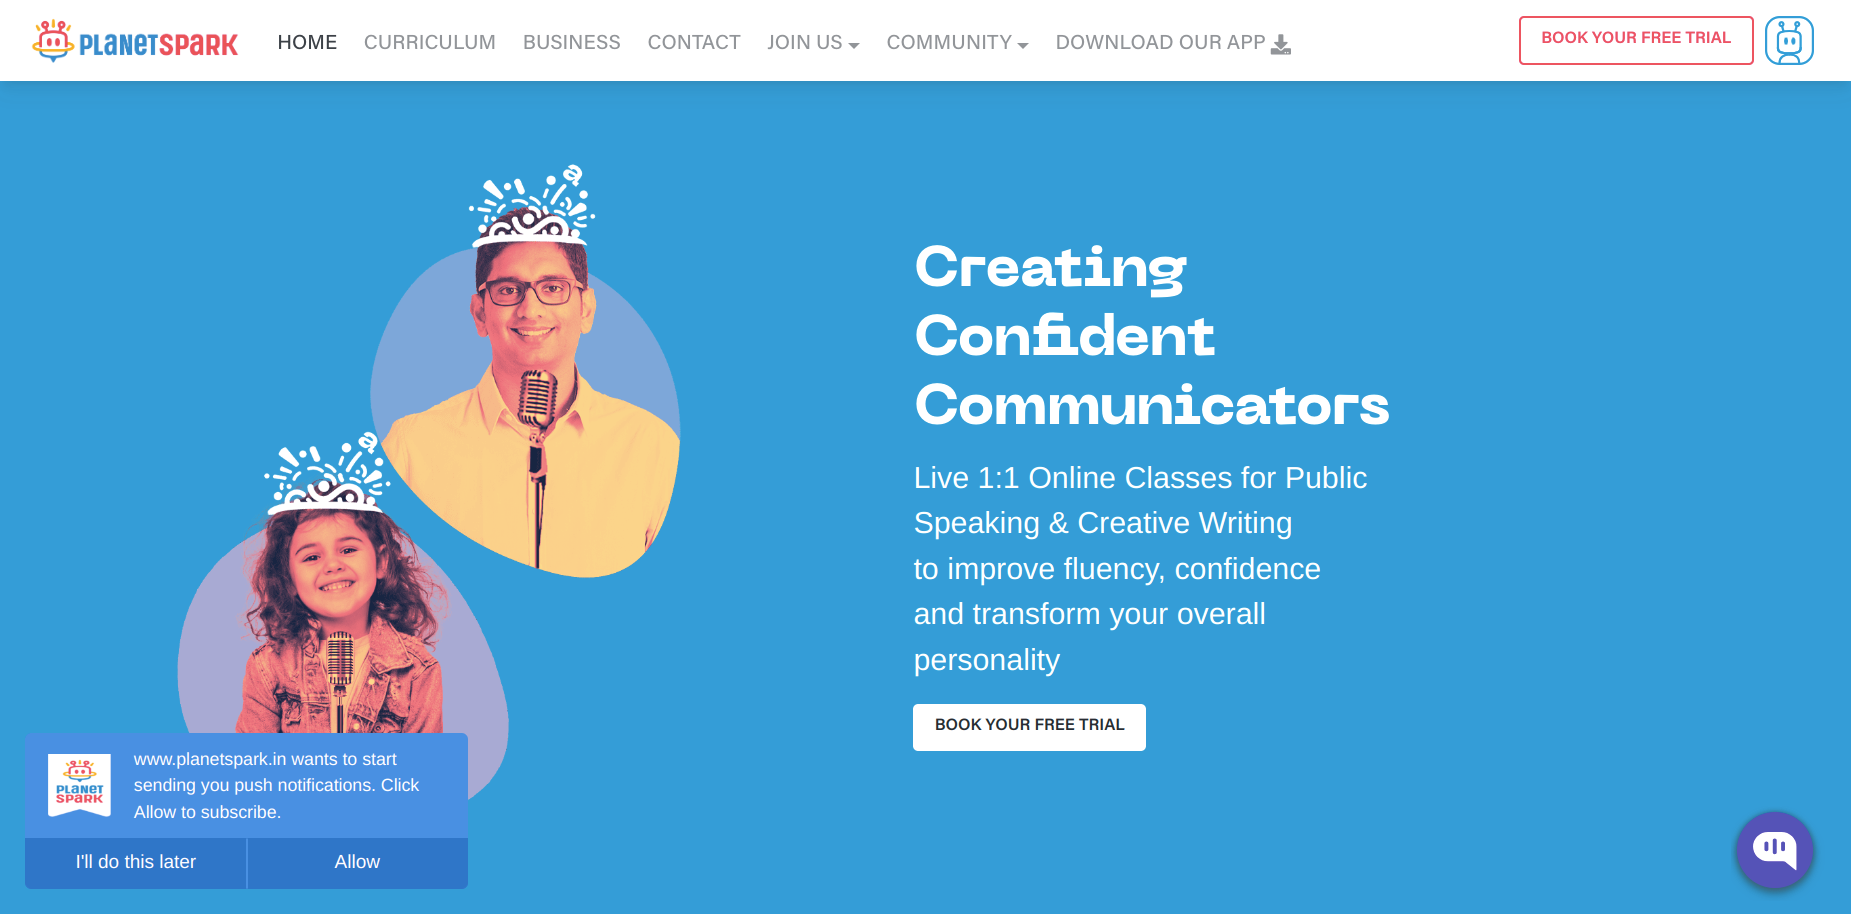 PLANETSPARK HOME CURRICULUM BUSINESS CONTACT JOIN US COMMUNITY DOWNLOAD OUR APP BOOK YOUR FREE TRIAL
Creating
Confident
Communicators
Live 1:1 Online Classes for Public
Speaking & Creative Writing
to improve fluency, confidence
and transform your overall
personality
BOOK YOUR FREE TRIAL
PLANET
SPARK
www.planetspark.in wants to start
sending you push notifications. Click
Allow to subscribe.
I'll do this later Allow